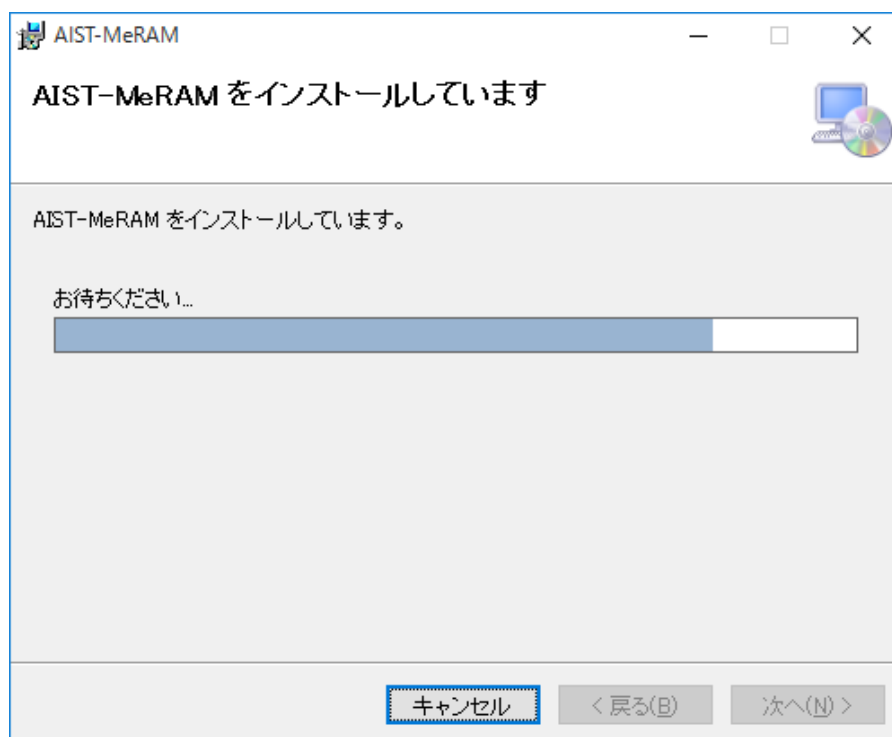 AIST-MeRAM
AIST-MeRAM をインストールしています
AIST-MeRAM をインストールしています。
お待ちください...
キャンセル
< 戻る(B)
次へ(N) >